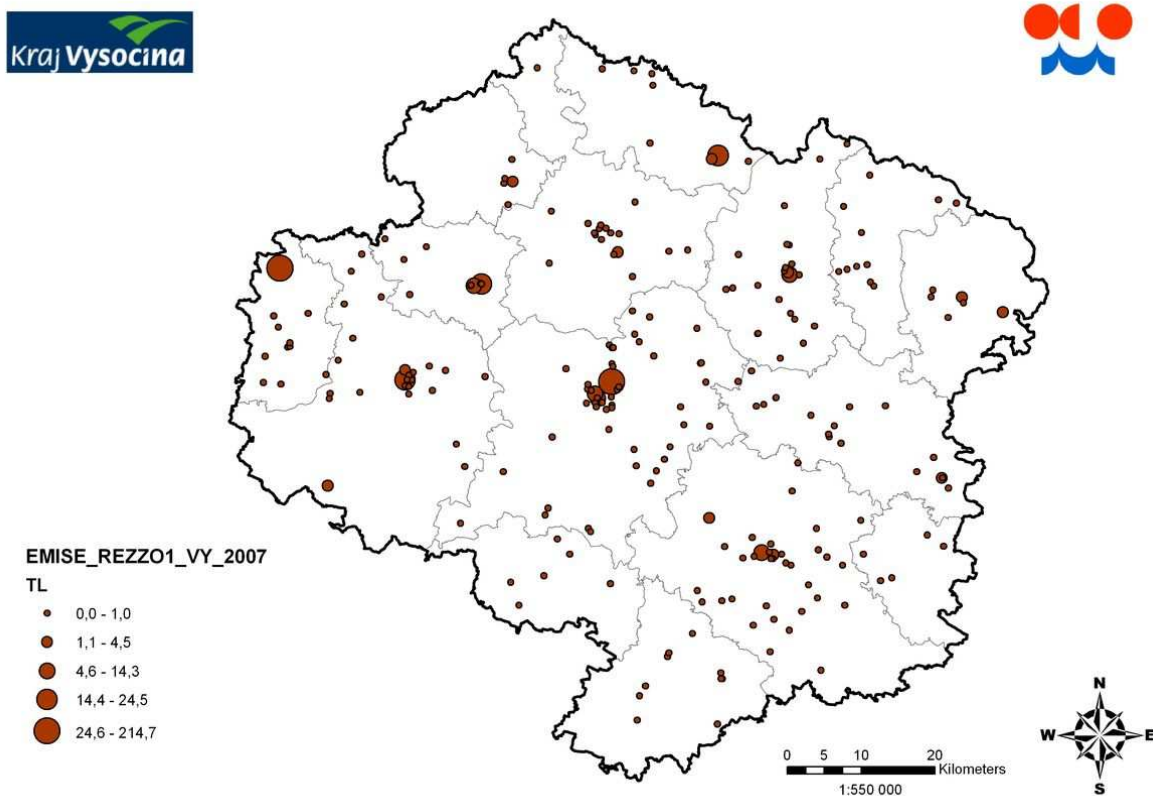 Kraj Vysočina
EMISE_REZZO1_VY_2007
TL
0,0 - 1,0
1,1 - 4,5
4,6 - 14,3
14,4 - 24,5
24,6 - 214,7
N
W E
S
0 5 10 20
Kilometers
1:550 000